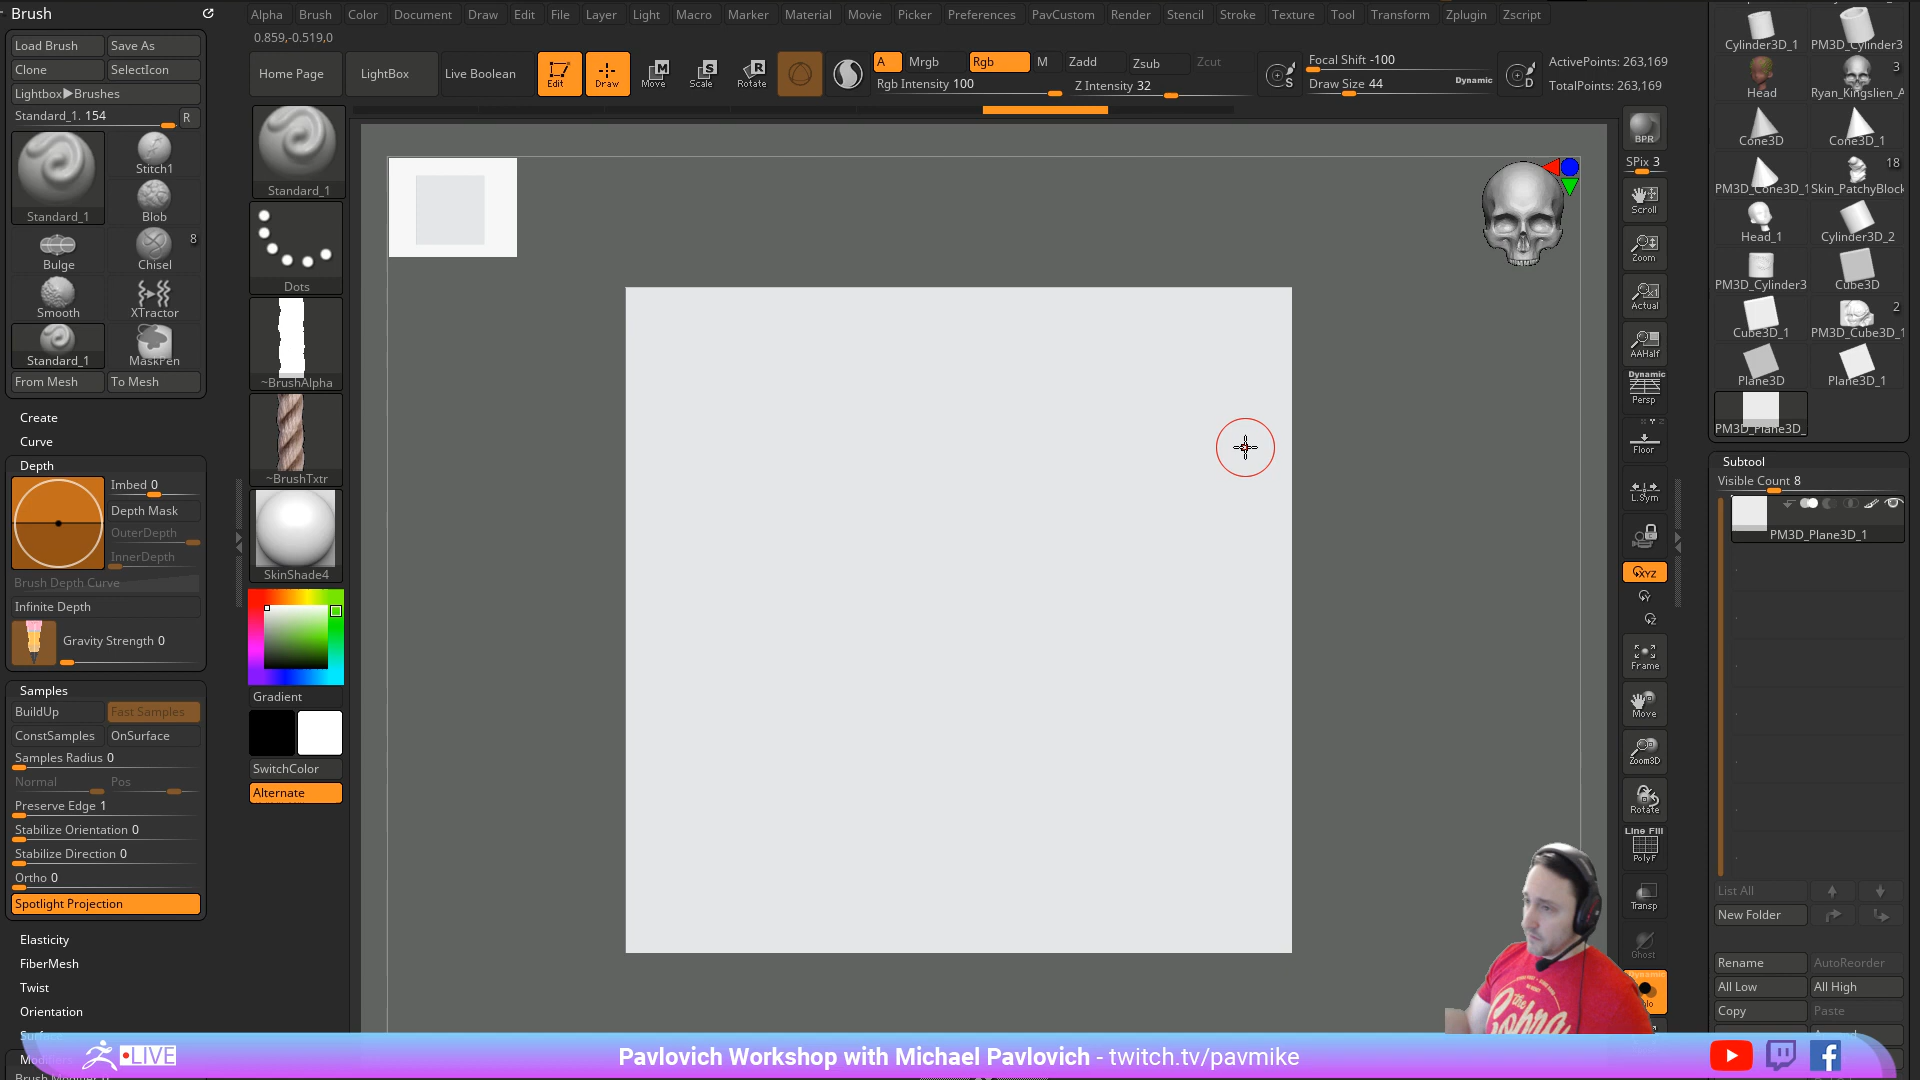 Brush
Alpha Brush Color Document Draw Edit File Layer Light Macro Marker Material Movie Picker Preferences PavCustom Render Stencil Stroke Texture Tool Transform Zplugin Zscript
0.859,-0.519,0
Load Brush Save As
Clone SelectIcon
Lightbox▶Brushes
Standard_1. 154 R
Stitch1
Standard_1 Blob
8
Bulge Chisel
Smooth XTractor
Standard_1 MaskPen
From Mesh To Mesh
Create
Curve
Depth
Imbed 0
Depth Mask
OuterDepth
InnerDepth
Brush Depth Curve
Infinite Depth
Gravity Strength 0
Samples
BuildUp Fast Samples
ConstSamples OnSurface
Samples Radius 0
Normal Pos
Preserve Edge 1
Stabilize Orientation 0
Stabilize Direction 0
Ortho 0
Spotlight Projection
Elasticity
FiberMesh
Twist
Orientation
Home Page LightBox Live Boolean
Edit Draw Move Scale Rotate
A Mrgb Rgb M Zadd Zsub Zcut
Rgb Intensity 100 Z Intensity 32
Focal Shift -100
Draw Size 44 Dynamic
ActivePoints: 263,169
TotalPoints: 263,169
Standard_1
Dots
~BrushAlpha
~BrushTxtr
SkinShade4
Gradient
SwitchColor
Alternate
BPR
SPix 3
Scroll
Zoom
Actual
AAHalf
Dynamic
Persp
Floor
L.Sym
XYZ
Y
Z
Frame
Move
Zoom3D
Rotate
Line Fill
PolyF
Transp
Ghost
Dynamic
Cylinder3D_1 PM3D_Cylinder3
3
Head Ryan_Kingslien_A
Cone3D Cone3D_1
18
PM3D_Cone3D_1 Skin_PatchyBlock
Head_1 Cylinder3D_2
PM3D_Cylinder3 Cube3D
2
Cube3D_1 PM3D_Cube3D_1
Plane3D Plane3D_1
PM3D_Plane3D_
Subtool
Visible Count 8
PM3D_Plane3D_1
List All
New Folder
Rename AutoReorder
All Low All High
Copy Paste
the
Cobra
LIVE
Pavlovich Workshop with Michael Pavlovich - twitch.tv/pavmike